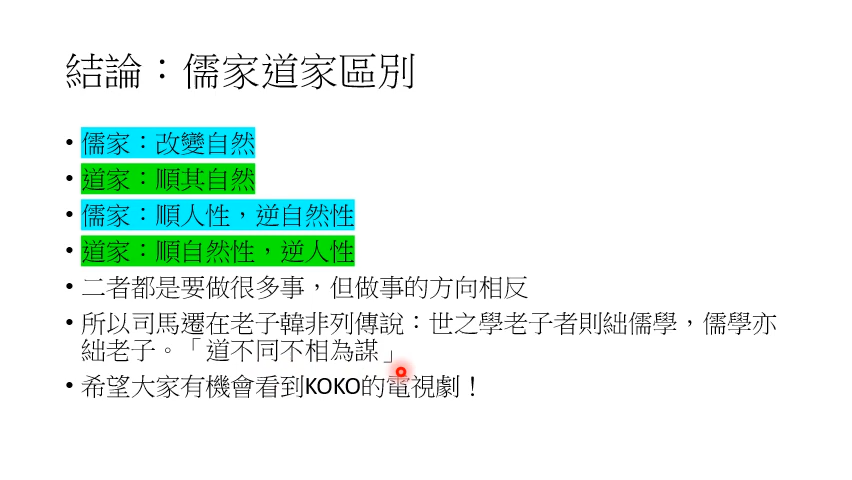 結論：儒家道家區別
• 儒家：改變自然
• 道家：順其自然
• 儒家：順人性，逆自然性
• 道家：順自然性，逆人性
• 二者都是要做很多事，但做事的方向相反
• 所以司馬遷在老子韓非列傳說：世之學老子者則絀儒學，儒學亦
絀老子。「道不同不相為謀」
• 希望大家有機會看到KOKO的電視劇！